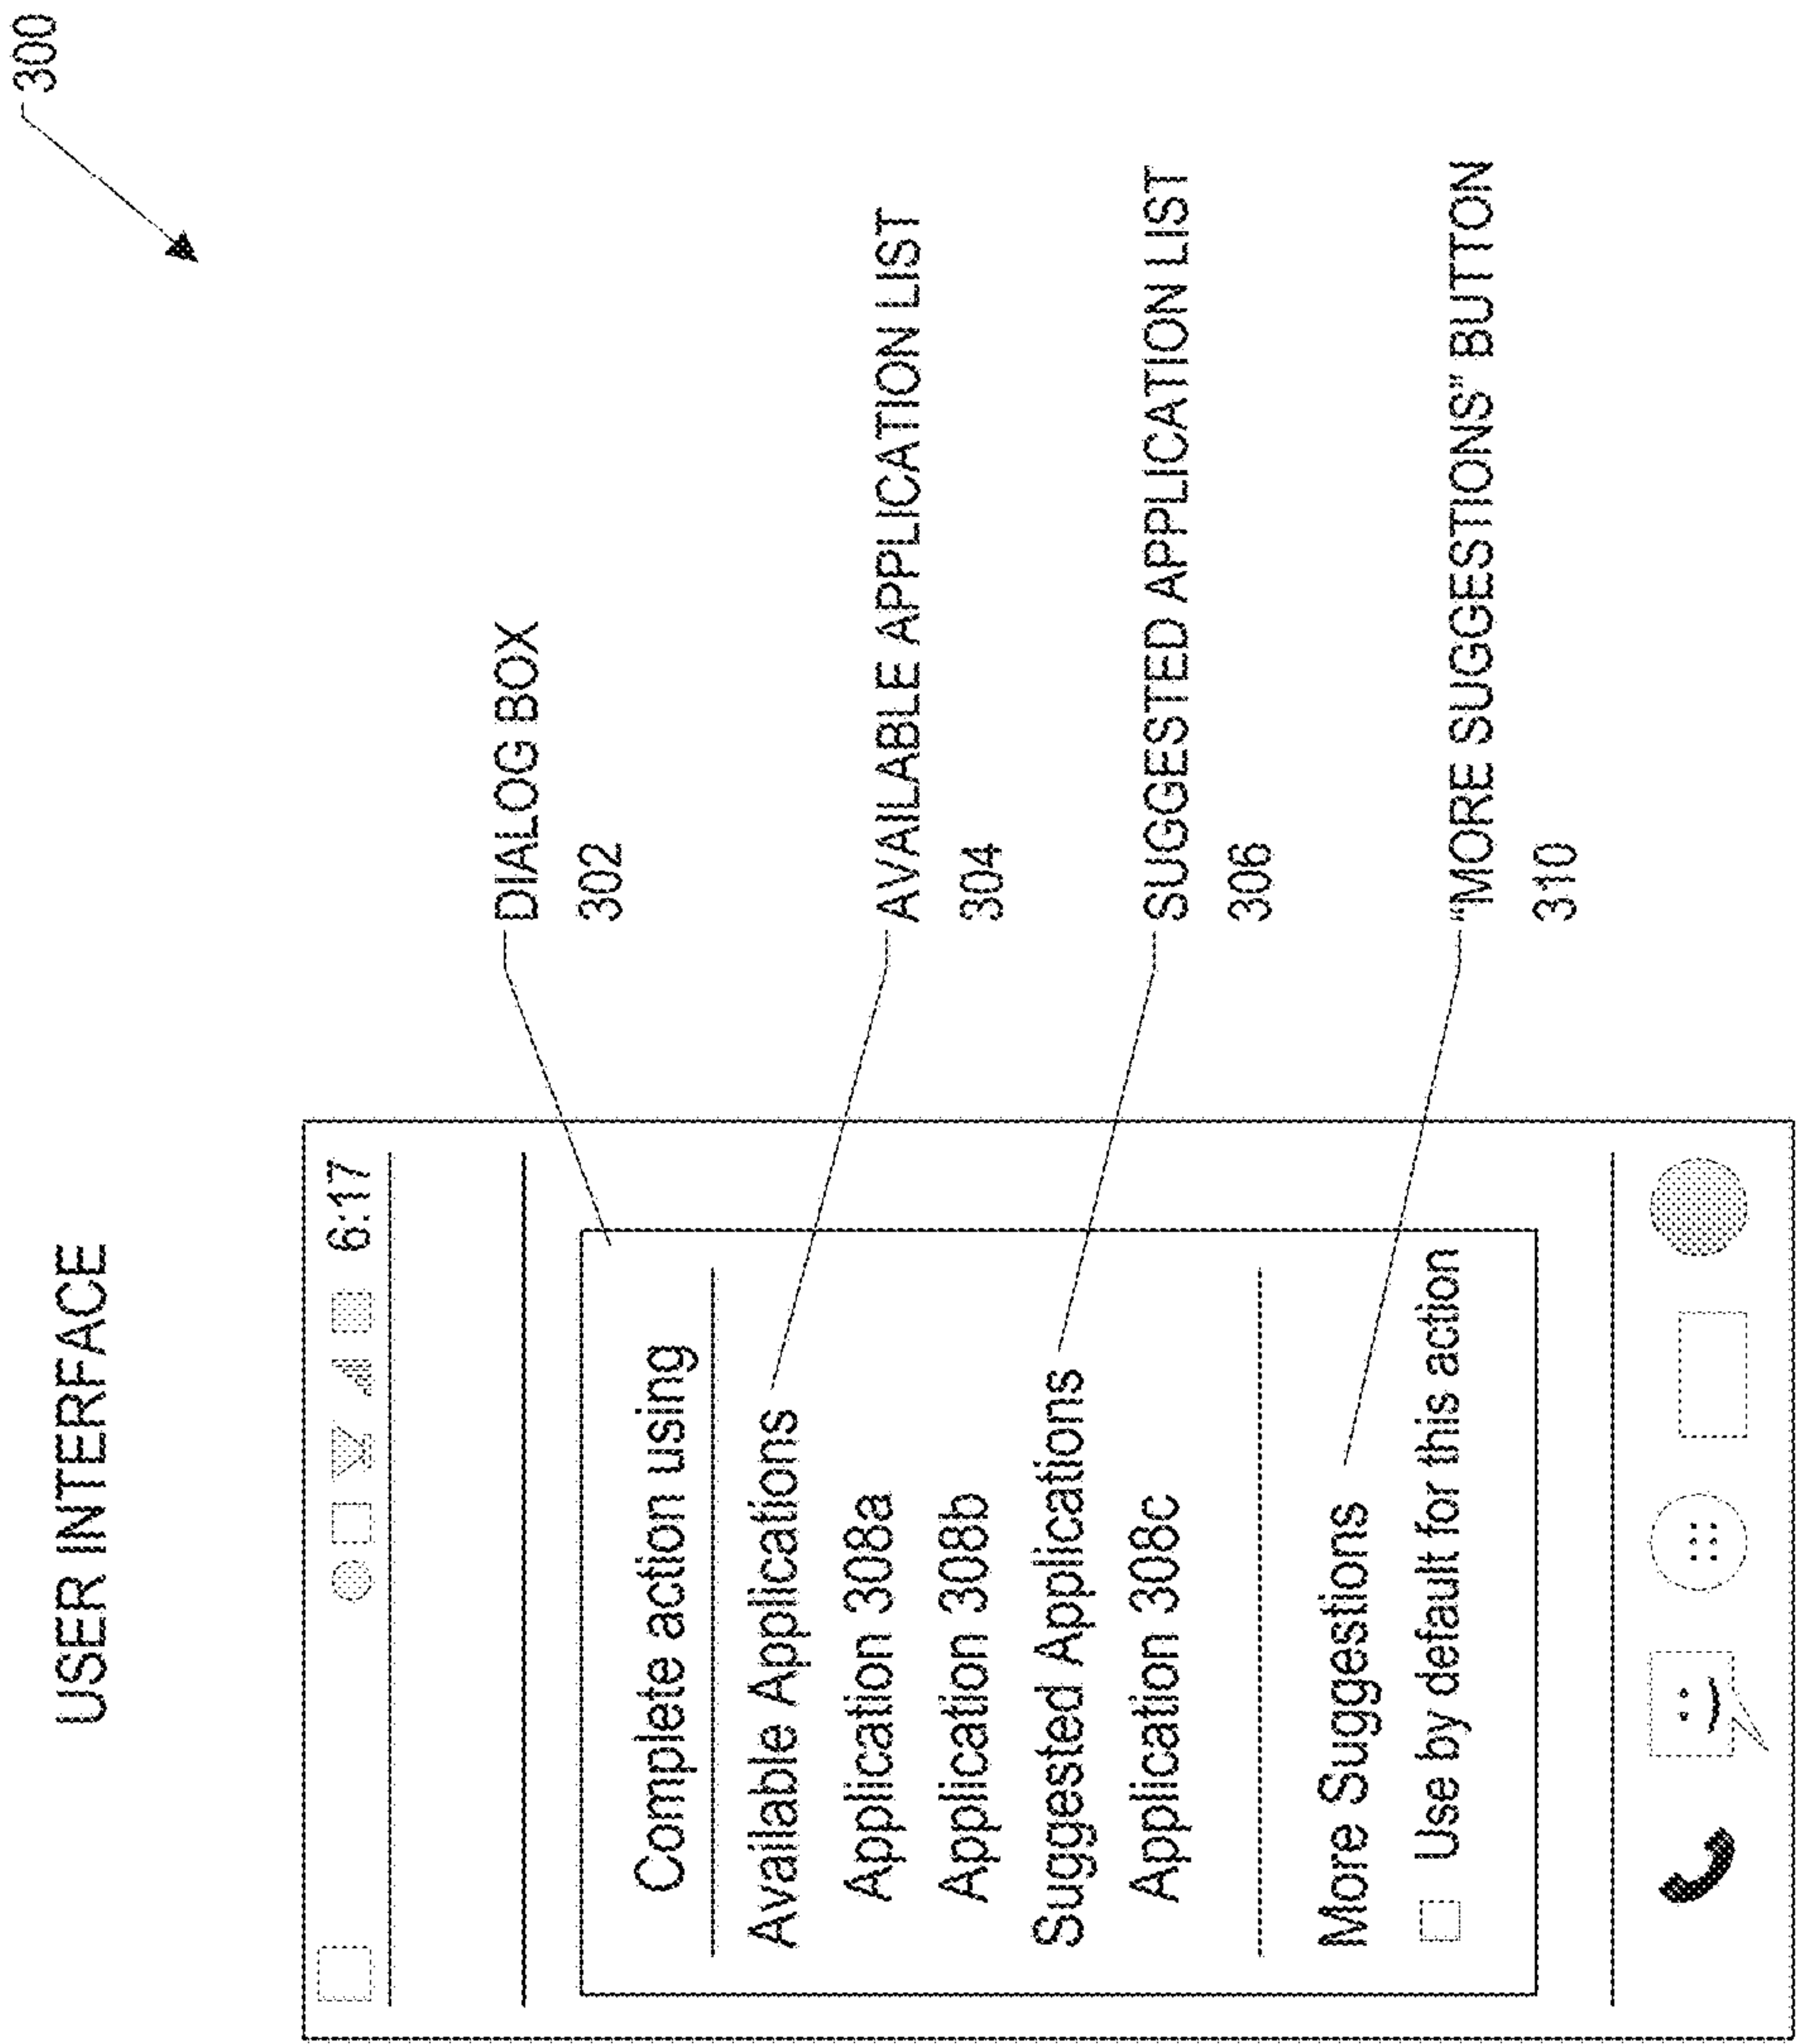 USER INTERFACE
300
6:17
Complete action using
Available Applications
Application 308a
Application 308b
Suggested Applications
Application 308c
More Suggestions
Use by default for this action
DIALOG BOX
302
AVAILABLE APPLICATION LIST
304
SUGGESTED APPLICATION LIST
306
"MORE SUGGESTIONS" BUTTON
310